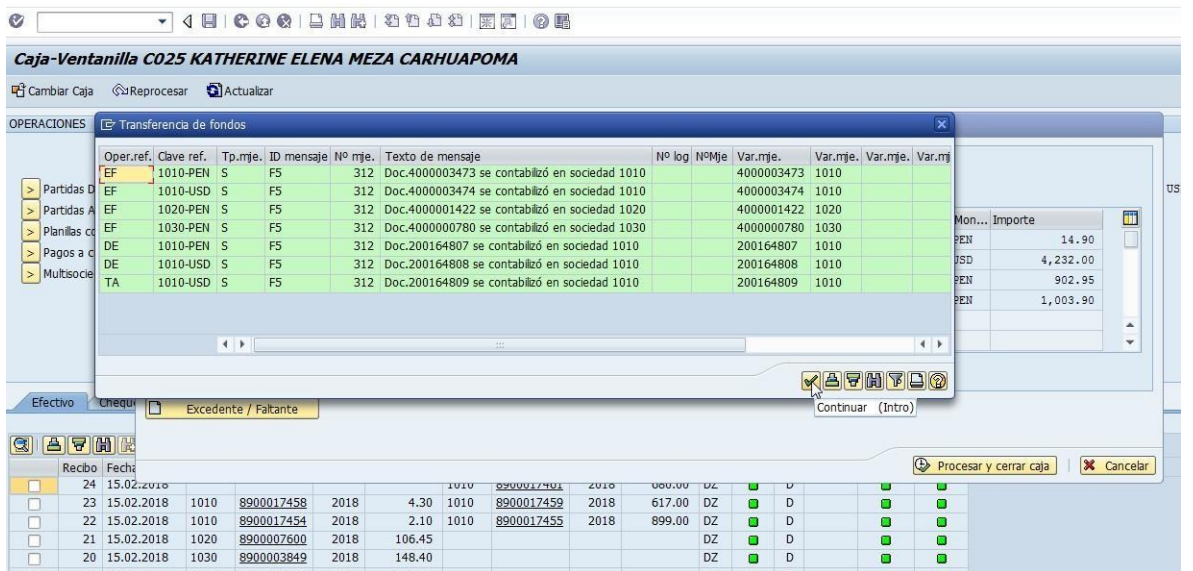 Caja-Ventanilla C025 KATHERINE ELENA MEZA CARHUAPOMA
Cambiar Caja Reprocesar Actualizar
OPERACIONES Transferencia de fondos
Oper.ref. Clave ref. Tp.mje. ID mensaje Nº mje. Texto de mensaje Nº log NºMje Var.mje. Var.mje. Var.mje. Var.mj
EF 1010-PEN S F5 312 Doc.4000003473 se contabilizó en sociedad 1010 4000003473 1010
EF 1010-USD S F5 312 Doc.4000003474 se contabilizó en sociedad 1010 4000003474 1010
EF 1020-PEN S F5 312 Doc.4000001422 se contabilizó en sociedad 1020 4000001422 1020
EF 1030-PEN S F5 312 Doc.4000000780 se contabilizó en sociedad 1030 4000000780 1030
DE 1010-PEN S F5 312 Doc.200164807 se contabilizó en sociedad 1010 200164807 1010
DE 1010-USD S F5 312 Doc.200164808 se contabilizó en sociedad 1010 200164808 1010
TA 1010-USD S F5 312 Doc.200164809 se contabilizó en sociedad 1010 200164809 1010
Partidas D
Partidas A
Planillas co
Pagos a c
Multisocie
US
Mon... Importe
PEN 14.90
USD 4,232.00
PEN 902.95
PEN 1,003.90
Continuar (Intro)
Efectivo Chequ
Excedente / Faltante
Procesar y cerrar caja Cancelar
Recibo Fecha
24 15.02.2018 1010 8900017461 2018 680.00 DZ D
23 15.02.2018 1010 8900017458 2018 4.30 1010 8900017459 2018 617.00 DZ D
22 15.02.2018 1010 8900017454 2018 2.10 1010 8900017455 2018 899.00 DZ D
21 15.02.2018 1020 8900007600 2018 106.45 DZ D
20 15.02.2018 1030 8900003849 2018 148.40 DZ D